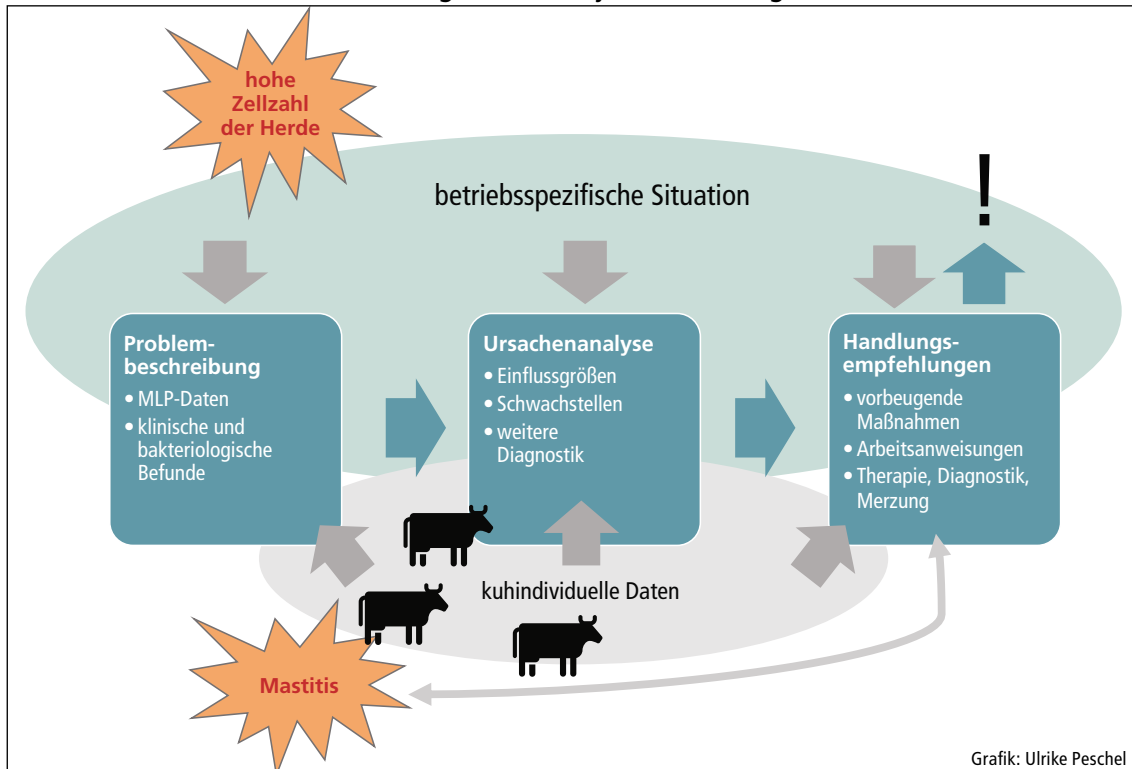 hohe
Zellzahl
der Herde
betriebsspezifische Situation
!
Problem-
beschreibung
• MLP-Daten
• klinische und
bakteriologische
Befunde
Ursachenanalyse
• Einflussgrößen
• Schwachstellen
• weitere
Diagnostik
Handlungs-
empfehlungen
• vorbeugende
Maßnahmen
• Arbeitsanweisungen
• Therapie, Diagnostik,
Merzung
kuhindividuelle Daten
Mastitis
Grafik: Ulrike Peschel